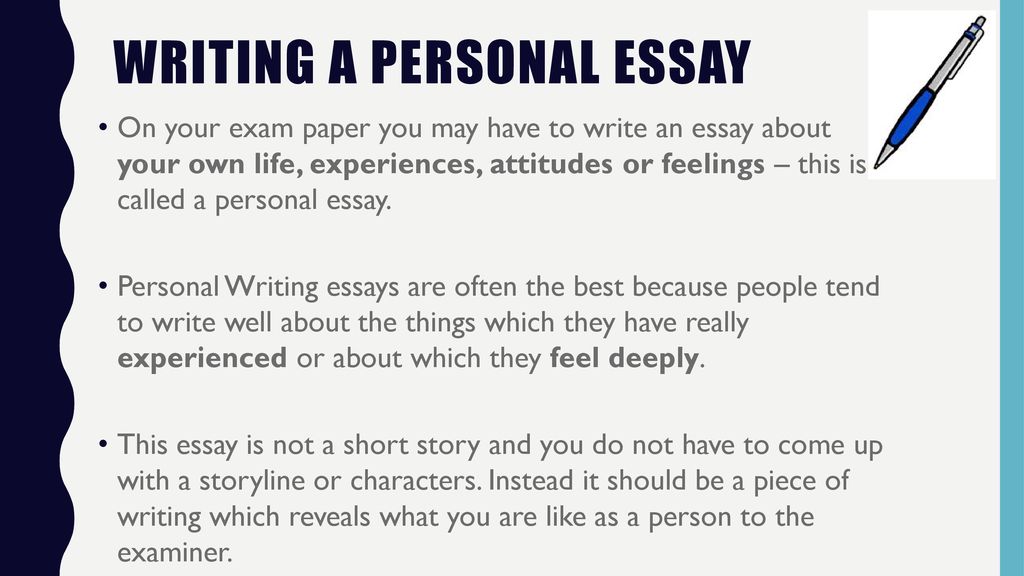 WRITING A PERSONAL ESSAY
• On your exam paper you may have to write an essay about
your own life, experiences, attitudes or feelings – this is
called a personal essay.
• Personal Writing essays are often the best because people tend
to write well about the things which they have really
experienced or about which they feel deeply.
• This essay is not a short story and you do not have to come up
with a storyline or characters. Instead it should be a piece of
writing which reveals what you are like as a person to the
examiner.